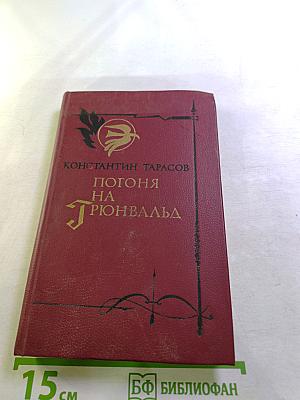 КОНСТАНТИН ТАРАСОВ
ПОГОНЯ
НА
ГРЮНВАЛЬД
15 см
БФ БИБЛИОФАН